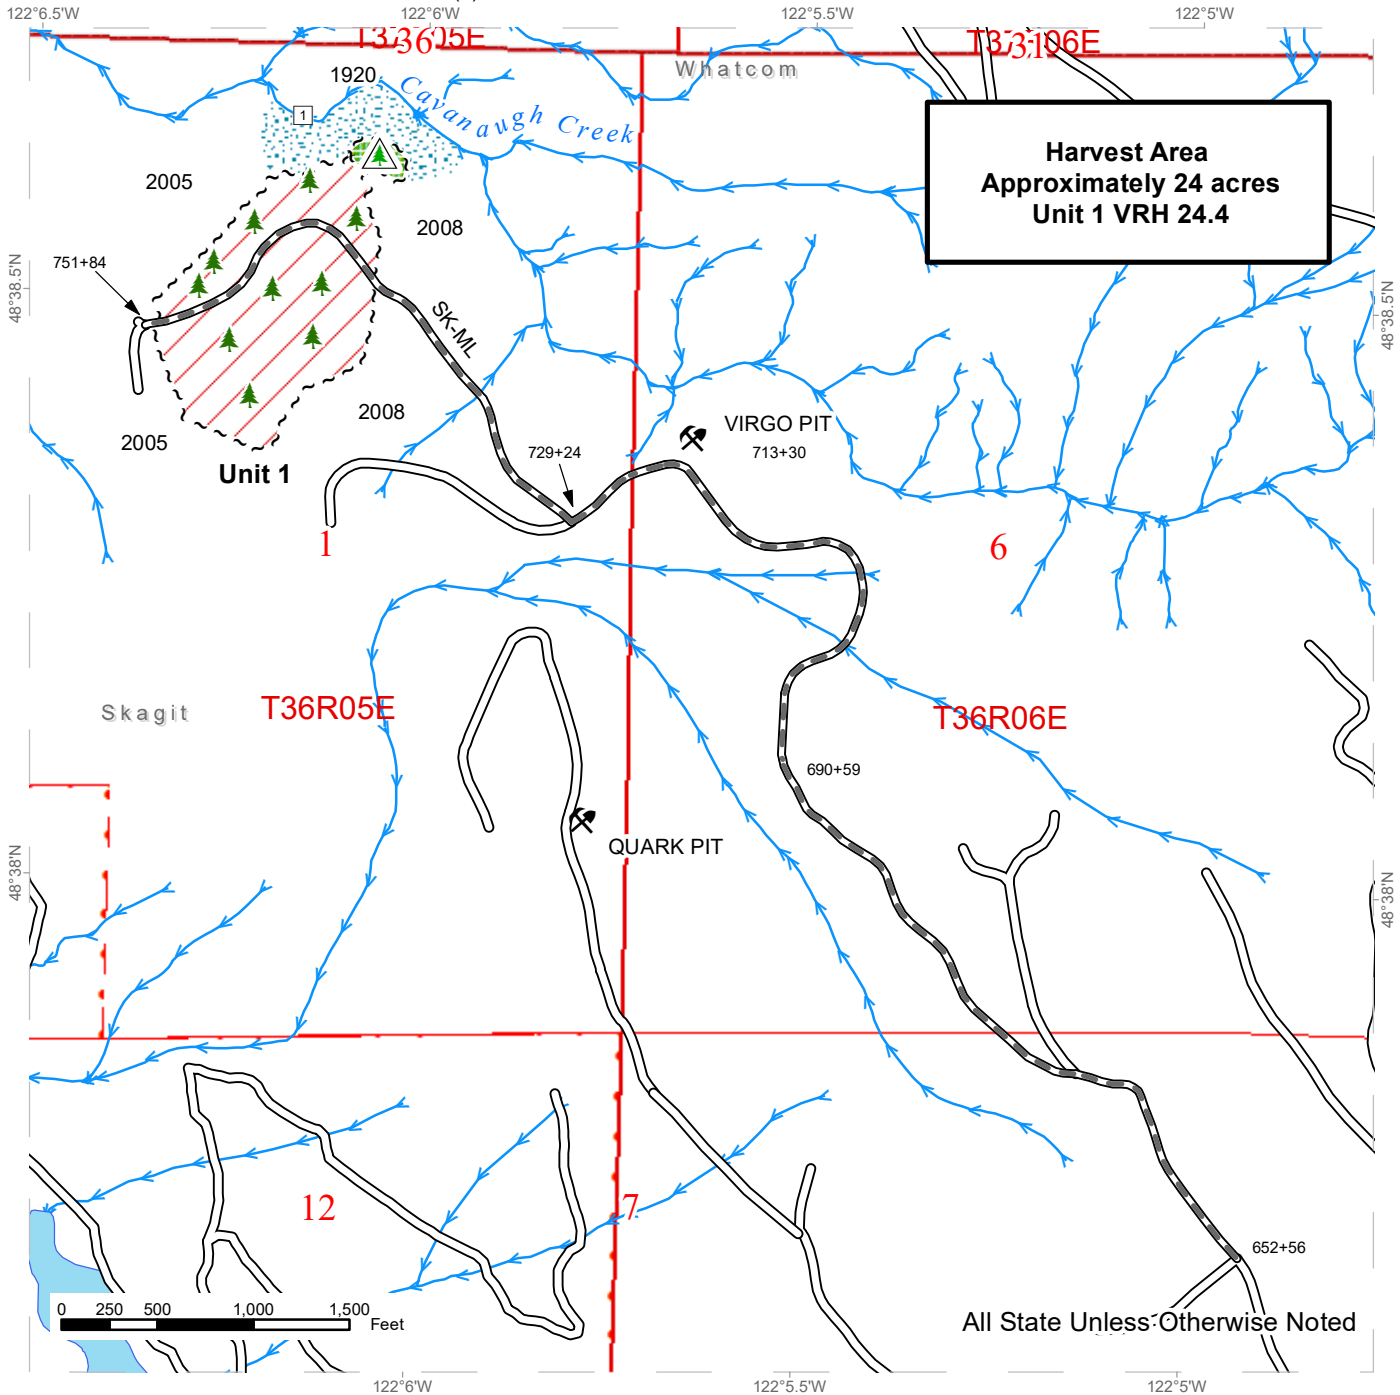 122°6.5'W
122°6'W
122°5.5'W
122°5'W
36
31
Whatcom
1920
1
Cavanaugh Creek
Harvest Area
Approximately 24 acres
Unit 1 VRH 24.4
2005
2008
751+84
48°38.5'N
48°38.5'N
SK-ML
2008
2005
Unit 1
VIRGO PIT
713+30
729+24
1
6
T36R05E
T36R06E
Skagit
690+59
QUARK PIT
48°38'N
48°38'N
12
7
652+56
0 250 500 1,000 1,500
Feet
All State Unless Otherwise Noted
122°6'W
122°5.5'W
122°5'W